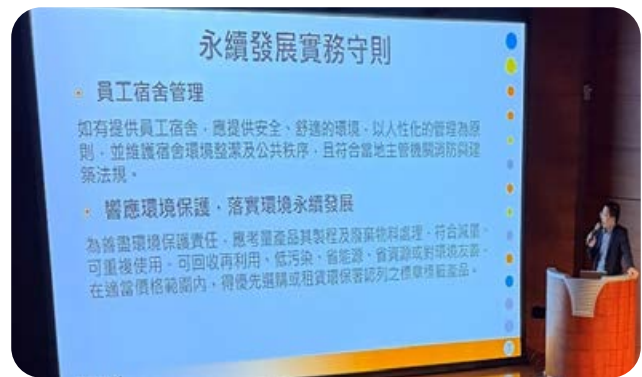 永續發展實務守則
員工宿舍管理
如有提供員工宿舍，應提供安全、舒適的環境，以人性化的管理為原
則，並維護宿舍環境整潔及公共秩序，且符合當地主管機關消防與建
築法規。
響應環境保護，落實環境永續發展
為善盡環境保護責任，應考量產品其製程及廢棄物料處理，符合減量、
可重複使用、可回收再利用、低污染、省能源、省資源或對環境友善，
在適當價格範圍內，得優先選購或租賃環保署認列之標章標籤產品。